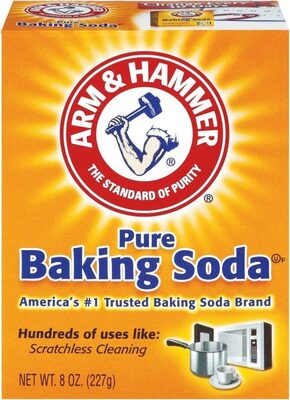 ARM & HAMMER
®
THE STANDARD OF PURITY
®
Pure
Baking Soda
U P
America's #1 Trusted Baking Soda Brand
Hundreds of uses like:
Scratchless Cleaning
NET WT. 8 OZ. (227g)